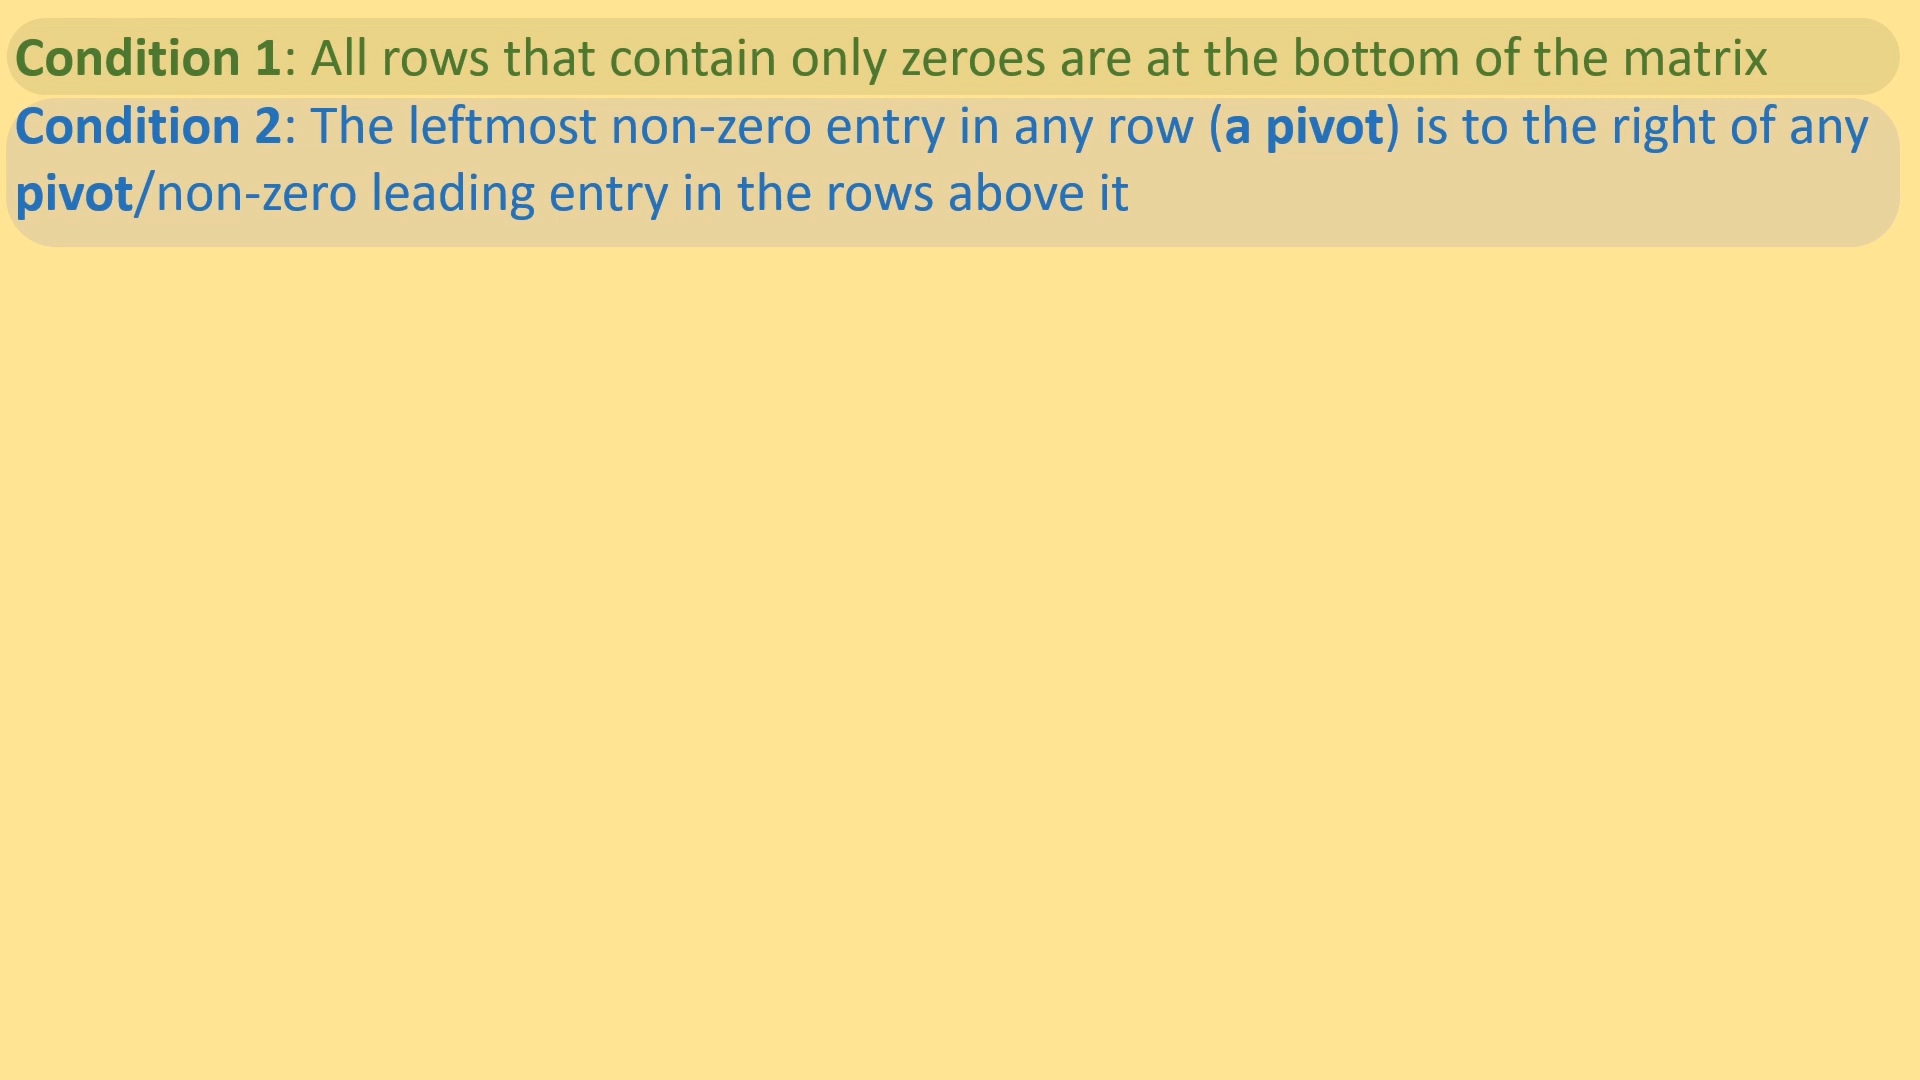 Condition 1: All rows that contain only zeroes are at the bottom of the matrix
Condition 2: The leftmost non-zero entry in any row (a pivot) is to the right of any
pivot/non-zero leading entry in the rows above it